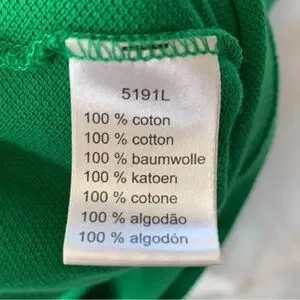 5191L
100 % coton
100 % cotton
100 % baumwolle
100 % katoen
100 % cotone
100 % algodão
100 % algodón